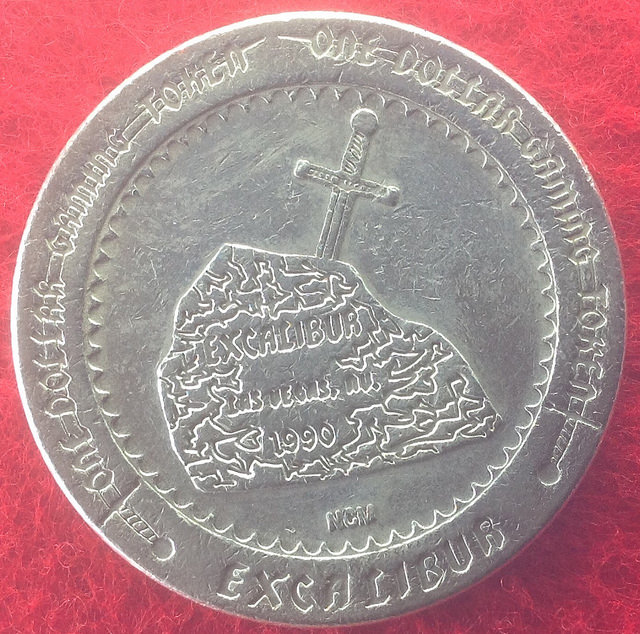 ONE DOLLAR GAMING TOKEN
ONE DOLLAR GAMING TOKEN
EXCALIBUR
LAS VEGAS, NV.
1990
NCM
EXCALIBUR